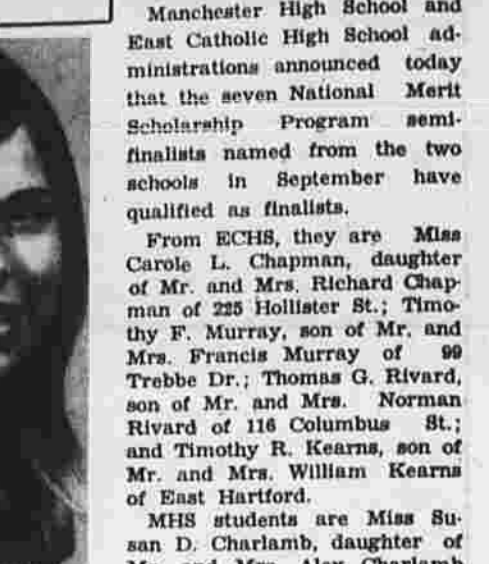 Manchester High School and
East Catholic High School ad-
ministrations announced today
that the seven National Merit
Scholarship Program semi-
finalists named from the two
schools in September have
qualified as finalists.
From ECHS, they are Miss
Carole L. Chapman, daughter
of Mr. and Mrs. Richard Chap-
man of 225 Hollister St.; Timo-
thy F. Murray, son of Mr. and
Mrs. Francis Murray of 99
Trebbe Dr.; Thomas G. Rivard,
son of Mr. and Mrs. Norman
Rivard of 116 Columbus St.;
and Timothy R. Kearns, son of
Mr. and Mrs. William Kearns
of East Hartford.
MHS students are Miss Su-
san D. Charlamb, daughter of
Mr. and Mrs. Alex Charlamb